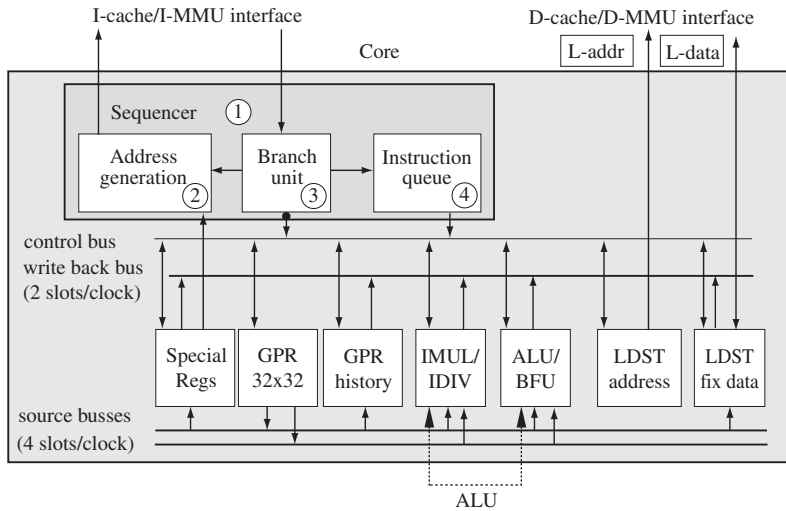 I-cache/I-MMU interface
D-cache/D-MMU interface
Core
L-addr
L-data
Sequencer
1
Address
generation
2
Branch
unit
3
Instruction
queue
4
control bus
write back bus
(2 slots/clock)
Special
Regs
GPR
32x32
GPR
history
IMUL/
IDIV
ALU/
BFU
LDST
address
LDST
fix data
source busses
(4 slots/clock)
ALU